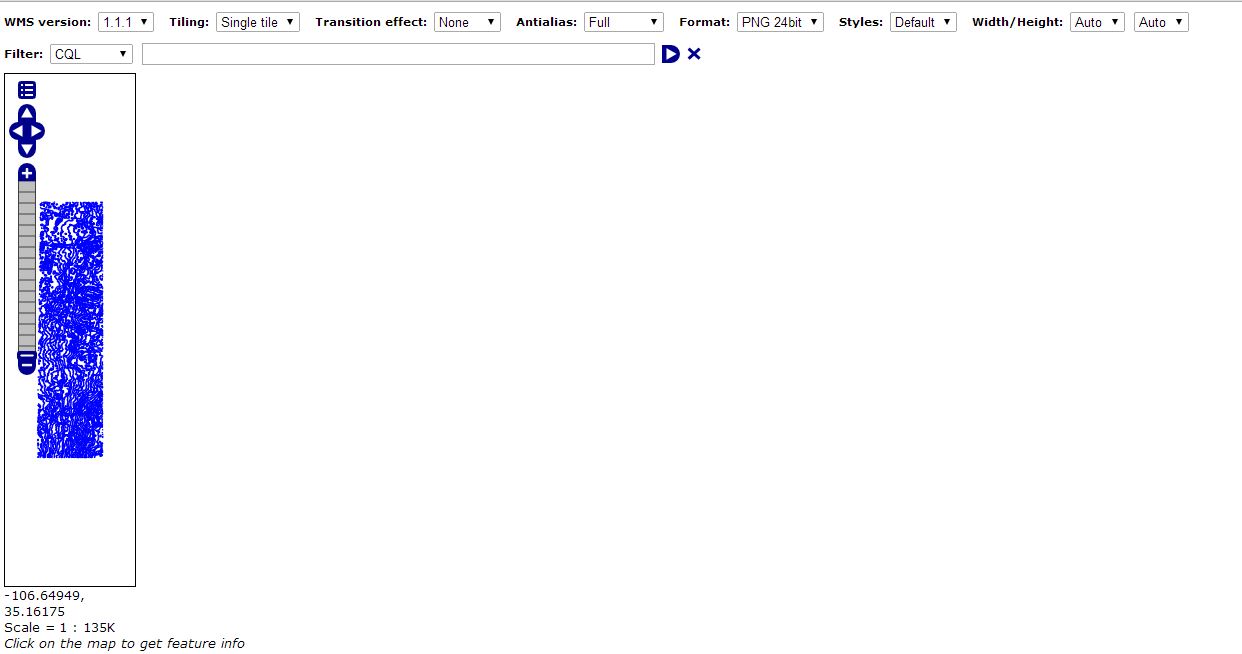 WMS version: 1.1.1 Tiling: Single tile Transition effect: None Antialias: Full Format: PNG 24bit Styles: Default Width/Height: Auto Auto
Filter: CQL
-106.64949,
35.16175
Scale = 1 : 135K
Click on the map to get feature info